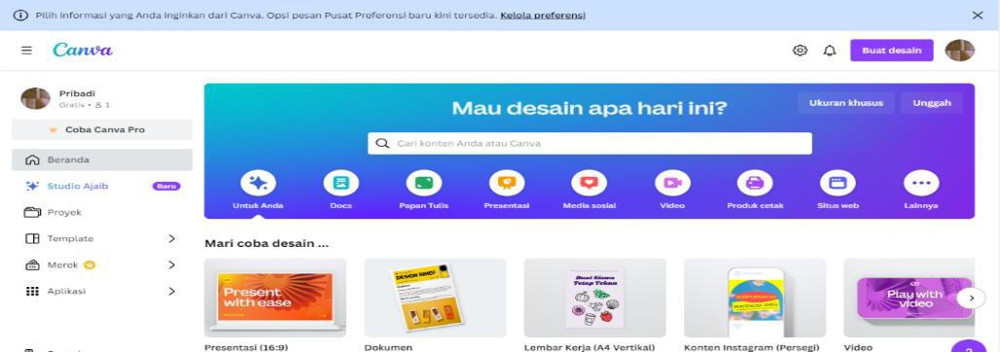 Pilih informasi yang Anda inginkan dari Canva. Opsi pesan Pusat Preferensi baru kini tersedia. Kelola preferensi
Canva
Buat desain
Pribadi
Gratis • 1
Coba Canva Pro
Beranda
Studio Ajaib Baru
Proyek
Template
Merek
Aplikasi
Mau desain apa hari ini?
Ukuran khusus Unggah
Cari konten Anda atau Canva
Untuk Anda Docs Papan Tulis Presentasi Media sosial Video Produk cetak Situs web Lainnya
Mari coba desain ...
Present
with ease
DESIGN BRIEF
Buat Siswa
Tetap Tekun
Play with
video
Presentasi (16:9) Dokumen Lembar Kerja (A4 Vertikal) Konten Instagram (Persegi) Video